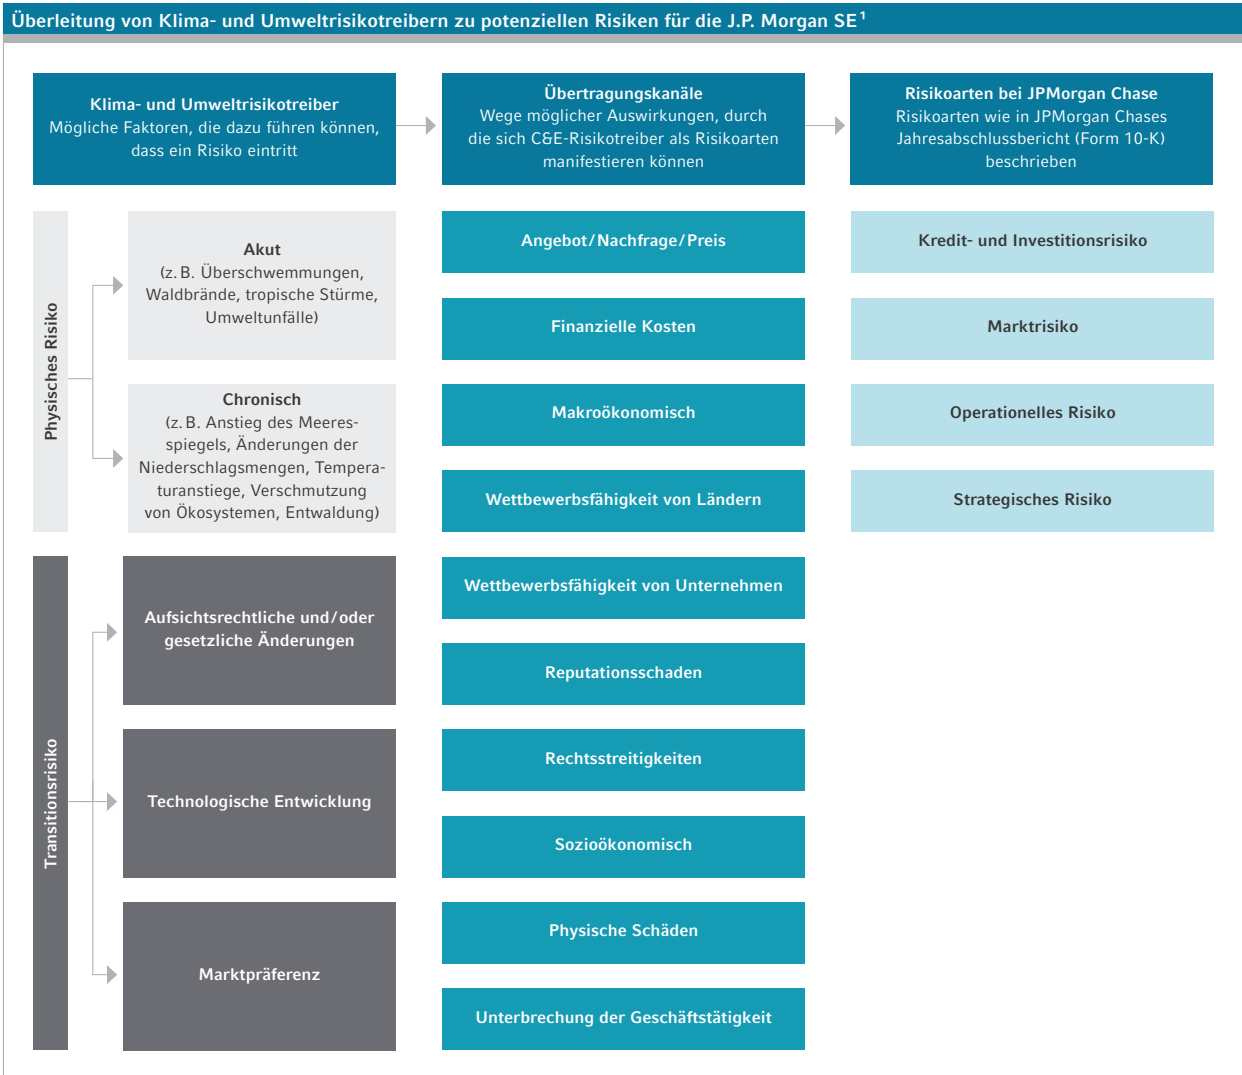 Überleitung von Klima- und Umweltrisikotreibern zu potenziellen Risiken für die J.P. Morgan SE¹
Klima- und Umweltrisikotreiber
Mögliche Faktoren, die dazu führen können,
dass ein Risiko eintritt
Übertragungskanäle
Wege möglicher Auswirkungen, durch
die sich C&E-Risikotreiber als Risikoarten
manifestieren können
Risikoarten bei JPMorgan Chase
Risikoarten wie in JPMorgan Chases
Jahresabschlussbericht (Form 10-K)
beschrieben
Physisches Risiko
Akut
(z. B. Überschwemmungen,
Waldbrände, tropische Stürme,
Umweltunfälle)
Chronisch
(z. B. Anstieg des Meeres-
spiegels, Änderungen der
Niederschlagsmengen, Tempera-
turanstiege, Verschmutzung
von Ökosystemen, Entwaldung)
Transitionsrisiko
Aufsichtsrechtliche und/oder
gesetzliche Änderungen
Technologische Entwicklung
Marktpräferenz
Angebot/Nachfrage/Preis
Finanzielle Kosten
Makroökonomisch
Wettbewerbsfähigkeit von Ländern
Wettbewerbsfähigkeit von Unternehmen
Reputationsschaden
Rechtsstreitigkeiten
Sozioökonomisch
Physische Schäden
Unterbrechung der Geschäftstätigkeit
Kredit- und Investitionsrisiko
Marktrisiko
Operationelles Risiko
Strategisches Risiko